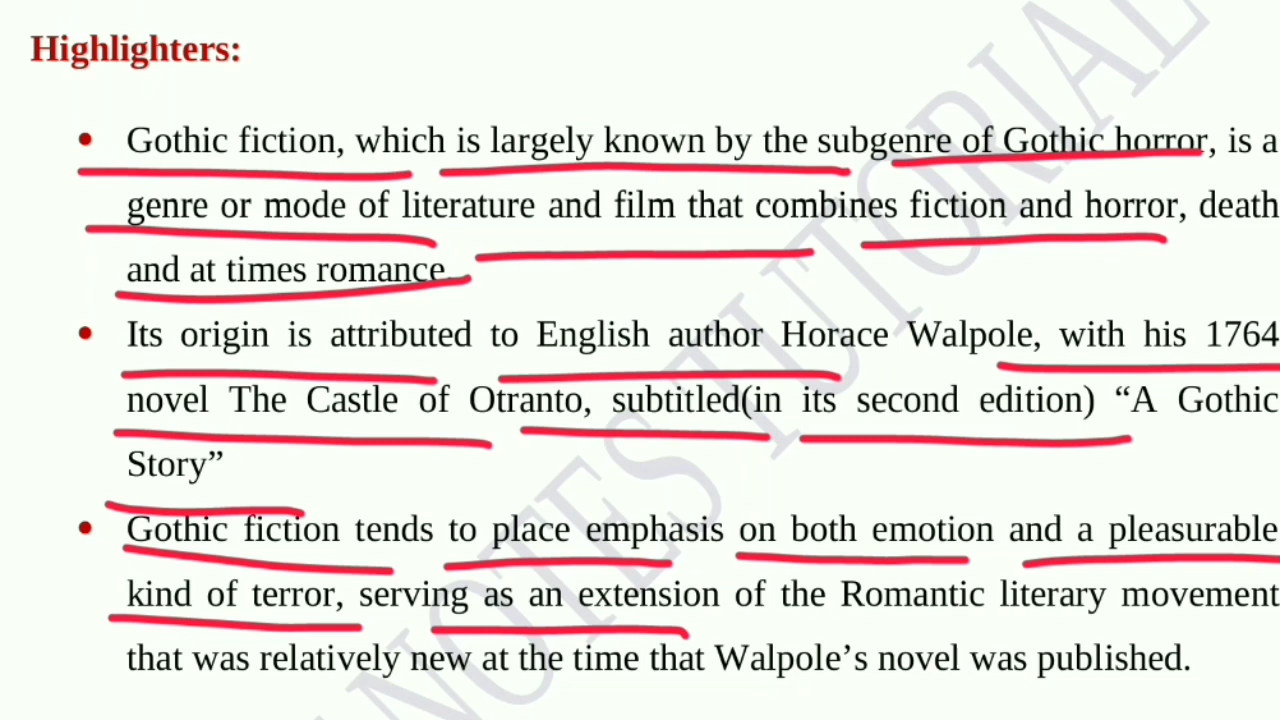 Highlighters:
Gothic fiction, which is largely known by the subgenre of Gothic horror, is a
genre or mode of literature and film that combines fiction and horror, death
and at times romance.
Its origin is attributed to English author Horace Walpole, with his 1764
novel The Castle of Otranto, subtitled(in its second edition) “A Gothic
Story”
Gothic fiction tends to place emphasis on both emotion and a pleasurable
kind of terror, serving as an extension of the Romantic literary movement
that was relatively new at the time that Walpole’s novel was published.
NOTES TUTORIAL